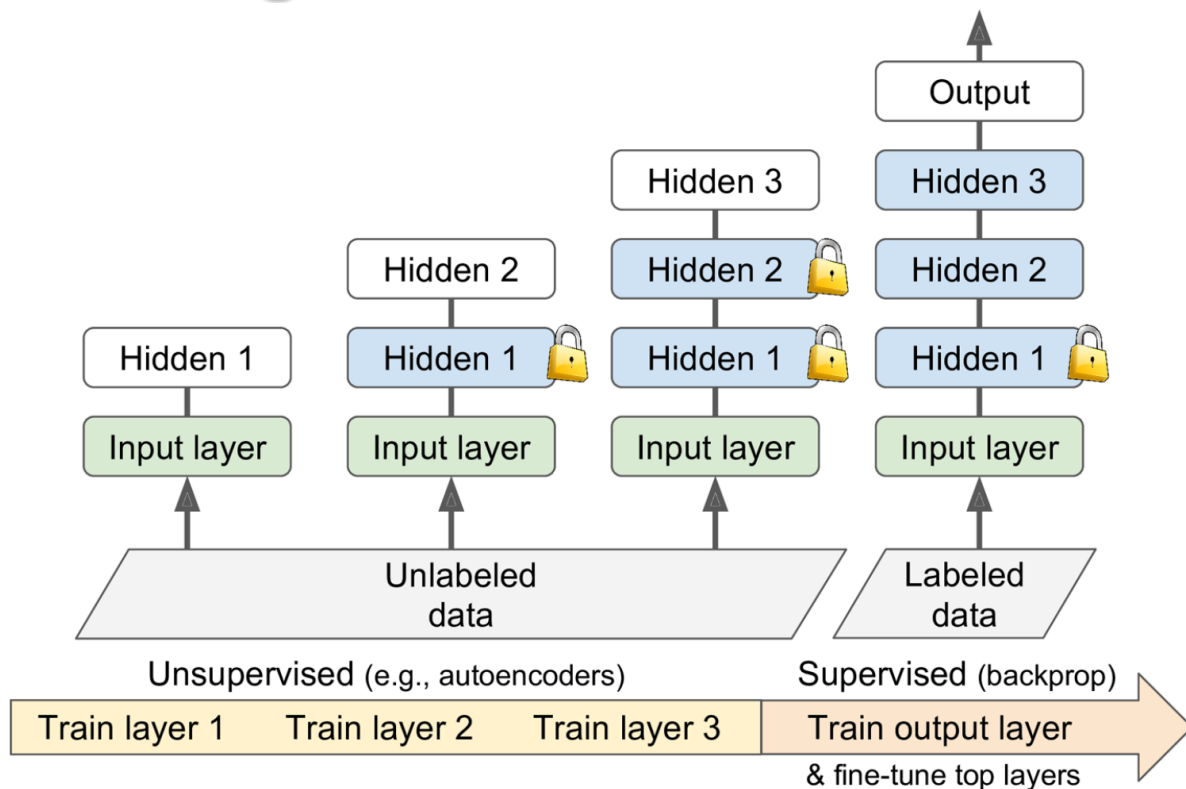 Output
Hidden 3
Hidden 3
Hidden 2
Hidden 2
Hidden 2
Hidden 1
Hidden 1
Hidden 1
Hidden 1
Input layer
Input layer
Input layer
Input layer
Unlabeled
data
Labeled
data
Unsupervised (e.g., autoencoders)
Supervised (backprop)
Train layer 1
Train layer 2
Train layer 3
Train output layer
& fine-tune top layers